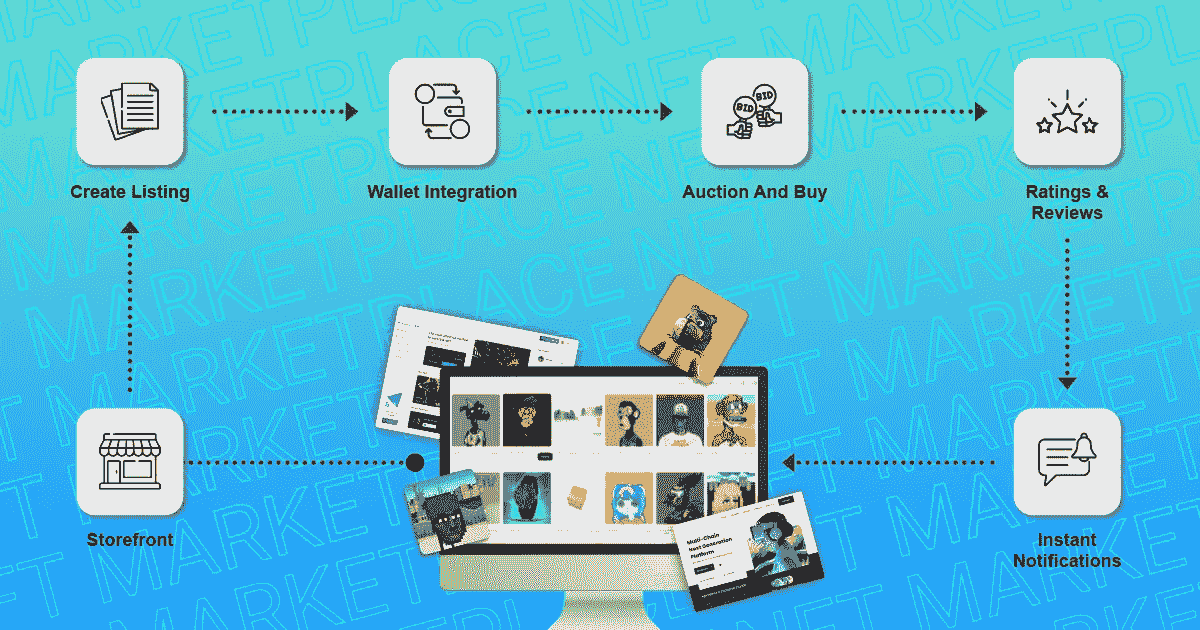 NFT MARKETPLACE NFT MARKETPLACE
BID
BID
Create Listing
Wallet Integration
Auction And Buy
Ratings &
Reviews
Storefront
Instant
Notifications
Multi-Chain
Next Generation
Platform